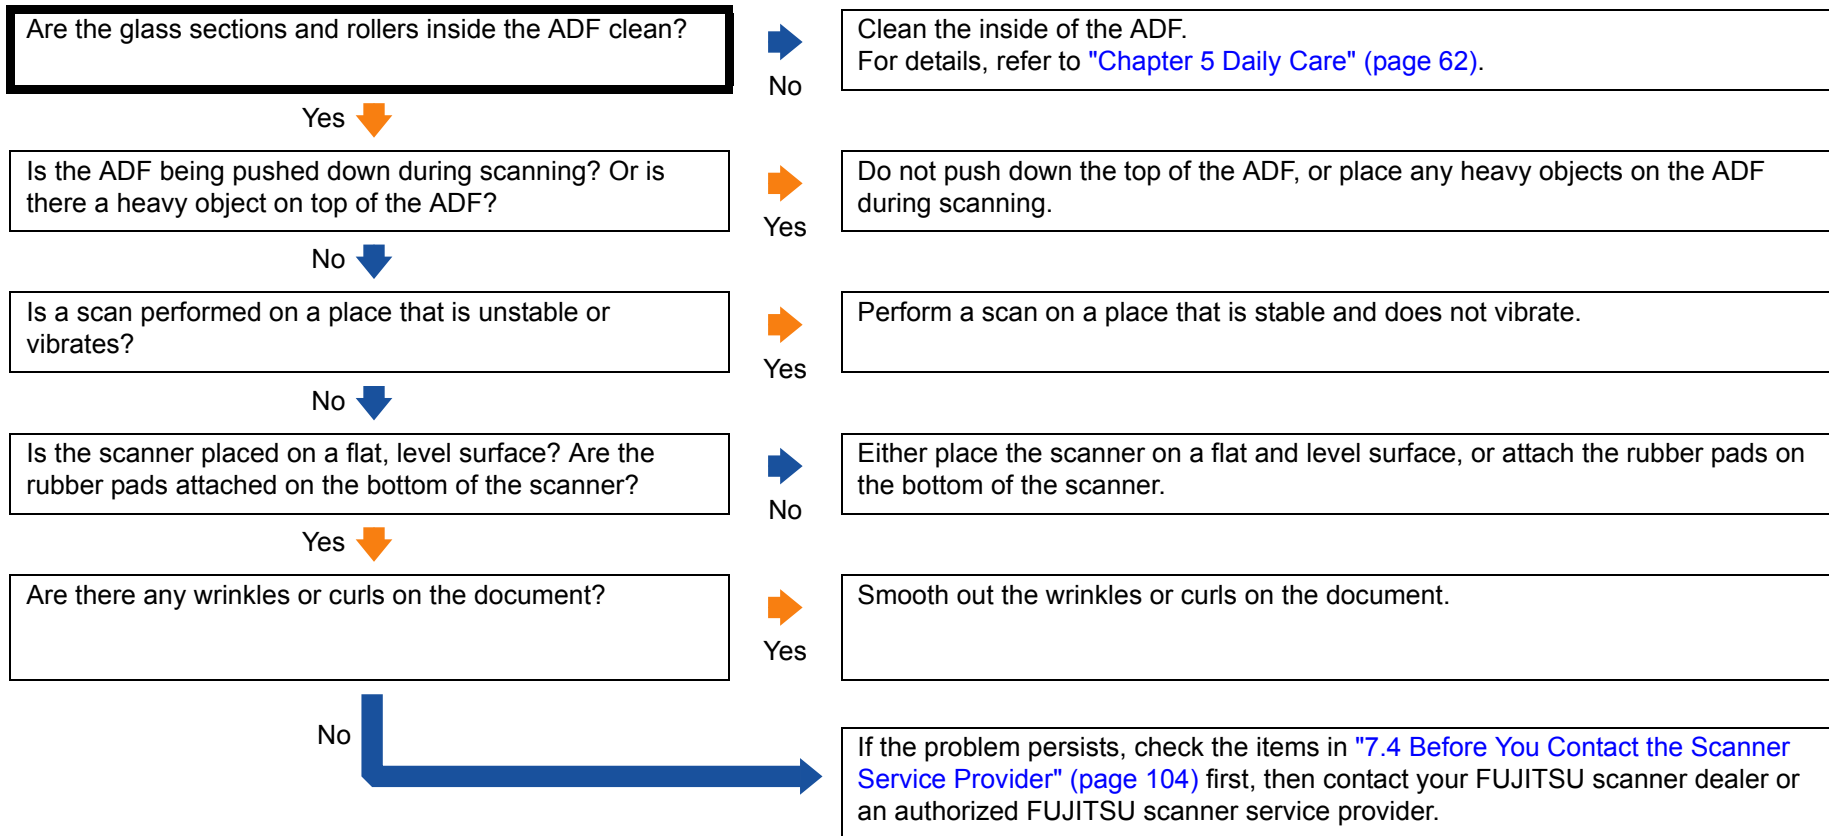 Are the glass sections and rollers inside the ADF clean?
No
Clean the inside of the ADF.
For details, refer to "Chapter 5 Daily Care" (page 62).
Yes
Is the ADF being pushed down during scanning? Or is
there a heavy object on top of the ADF?
Yes
Do not push down the top of the ADF, or place any heavy objects on the ADF
during scanning.
No
Is a scan performed on a place that is unstable or
vibrates?
Yes
Perform a scan on a place that is stable and does not vibrate.
No
Is the scanner placed on a flat, level surface? Are the
rubber pads attached on the bottom of the scanner?
No
Either place the scanner on a flat and level surface, or attach the rubber pads on
the bottom of the scanner.
Yes
Are there any wrinkles or curls on the document?
Yes
Smooth out the wrinkles or curls on the document.
No
If the problem persists, check the items in "7.4 Before You Contact the Scanner
Service Provider" (page 104) first, then contact your FUJITSU scanner dealer or
an authorized FUJITSU scanner service provider.